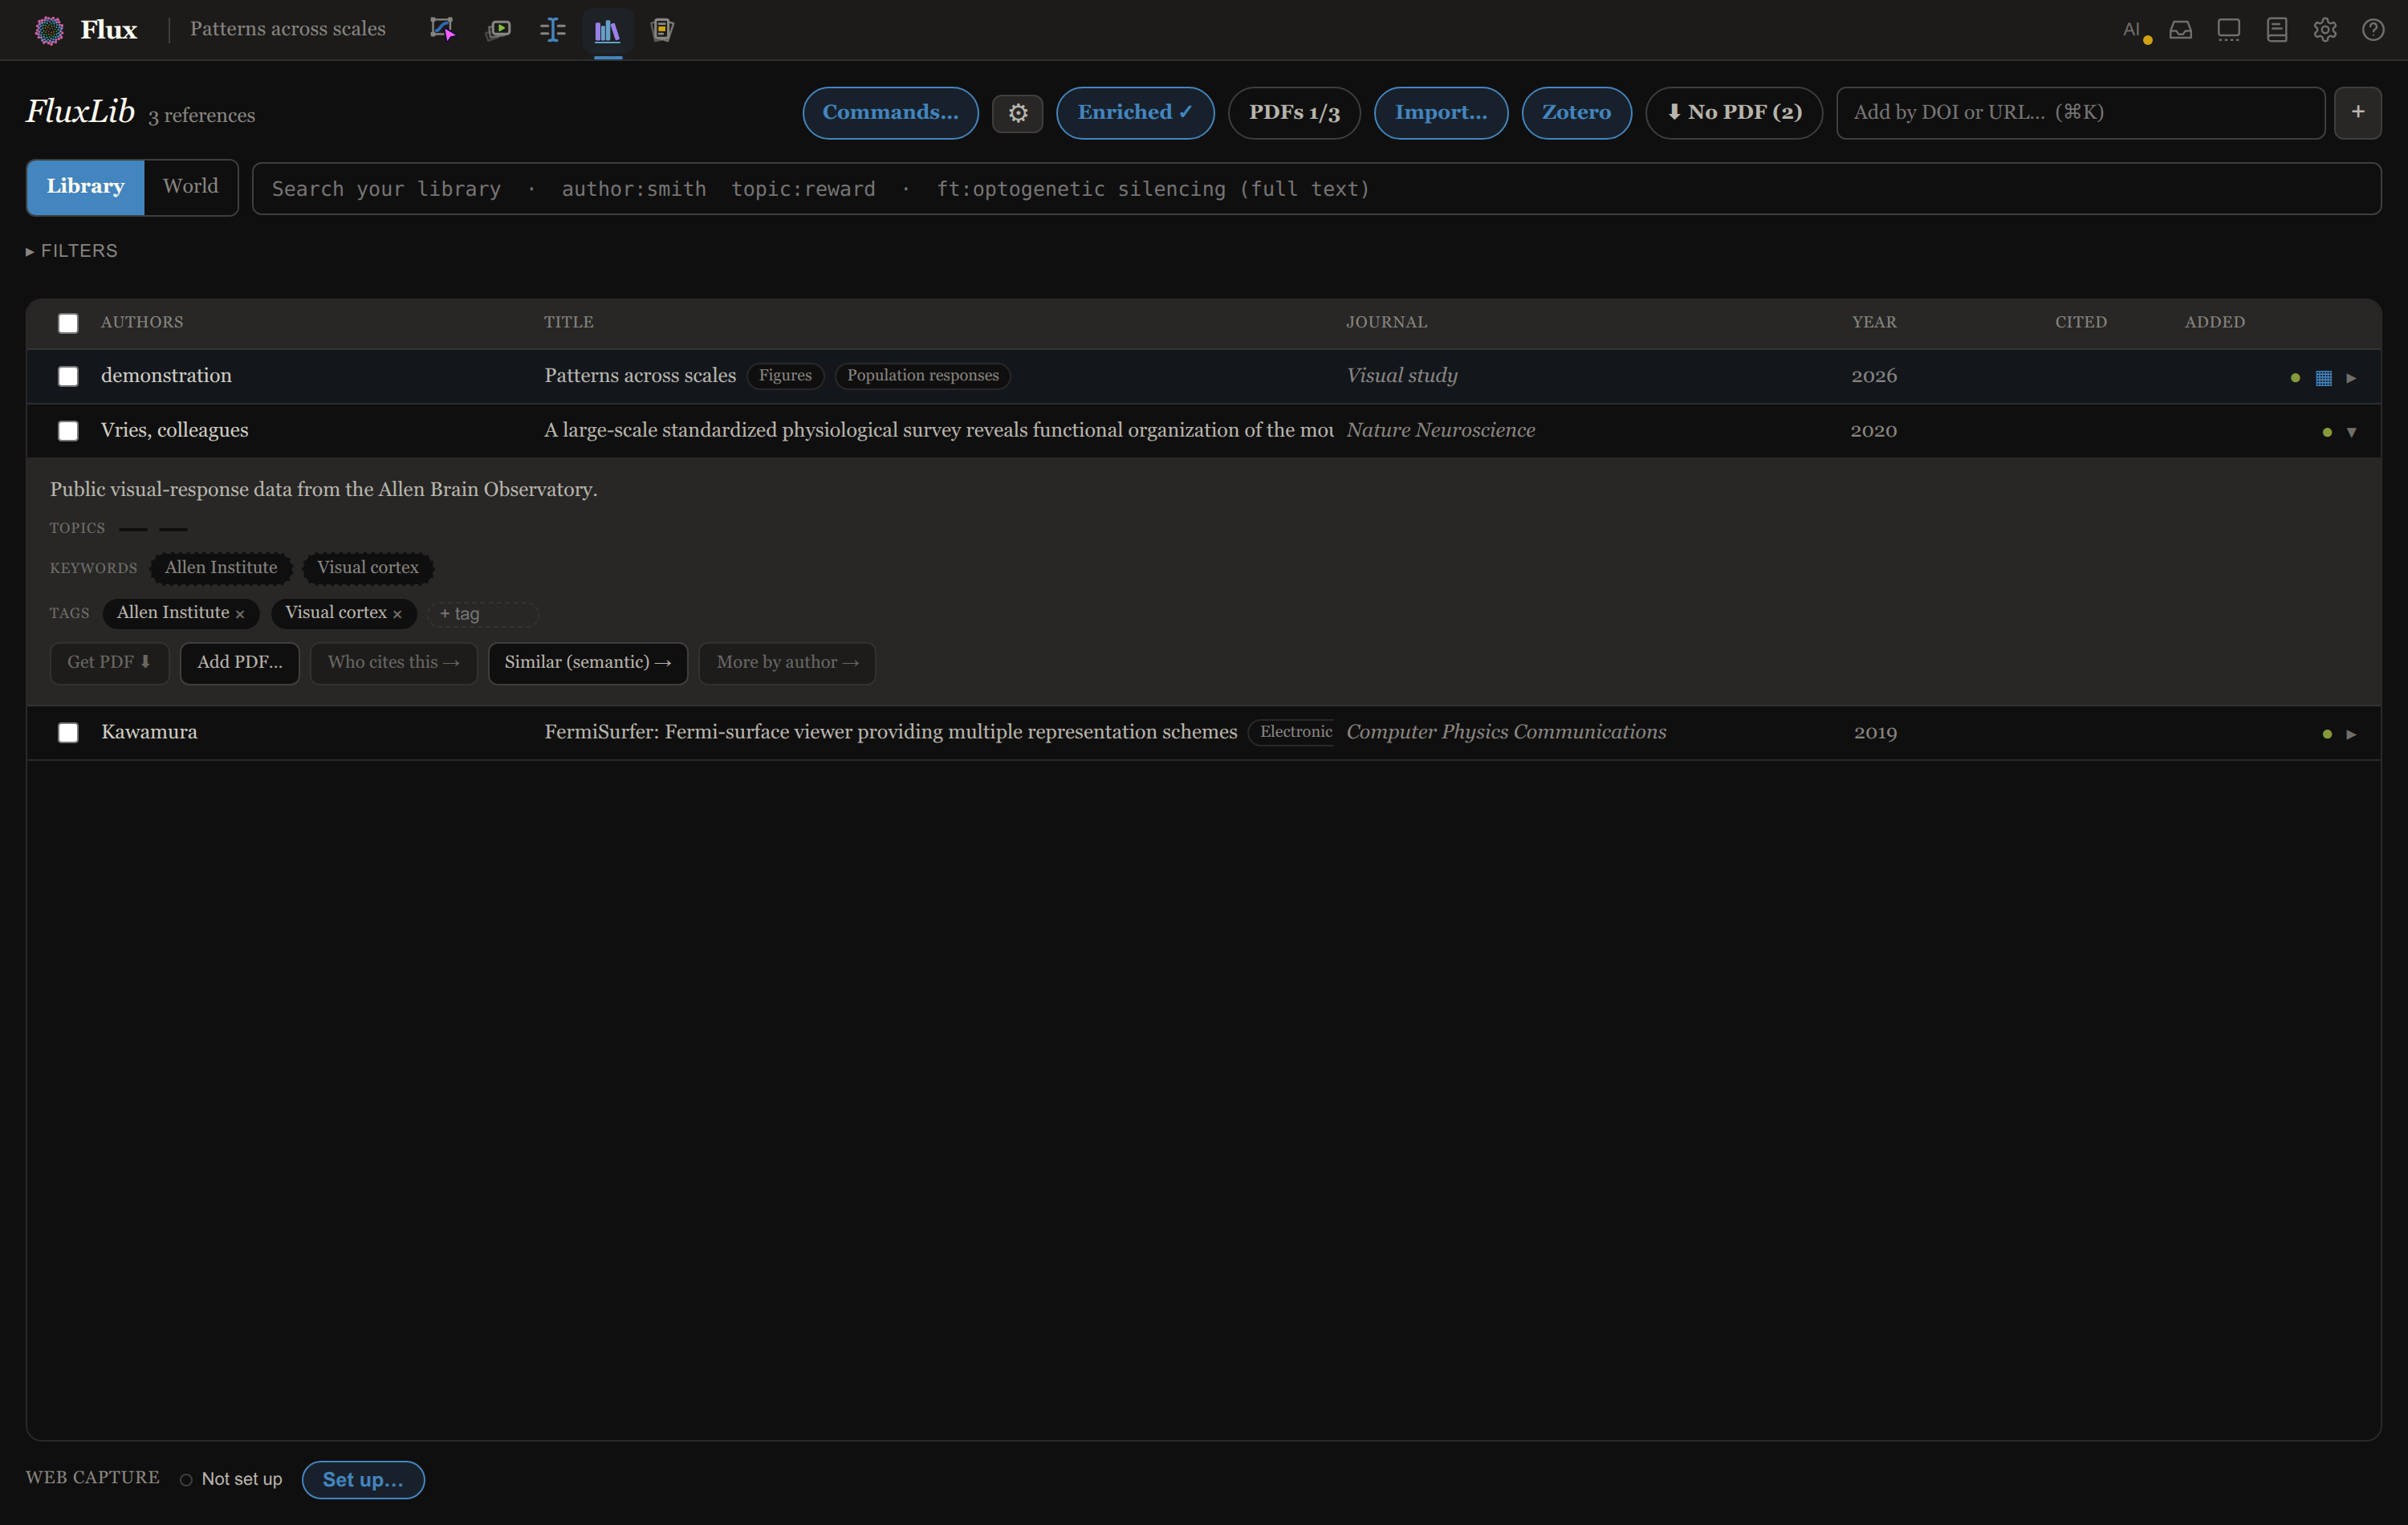 Flux | Patterns across scales AI
FluxLib 3 references Commands... ⚙ Enriched ✓ PDFs 1/3 Import... Zotero ⬇ No PDF (2) Add by DOI or URL... (⌘K) +
Library World Search your library · author:smith topic:reward · ft:optogenetic silencing (full text)
▸ FILTERS
AUTHORS TITLE JOURNAL YEAR CITED ADDED
demonstration Patterns across scales Figures Population responses Visual study 2026
Vries, colleagues A large-scale standardized physiological survey reveals functional organization of the mou Nature Neuroscience 2020
Public visual-response data from the Allen Brain Observatory.
TOPICS
KEYWORDS Allen Institute Visual cortex
TAGS Allen Institute × Visual cortex × + tag
Get PDF ⬇ Add PDF... Who cites this → Similar (semantic) → More by author →
Kawamura FermiSurfer: Fermi-surface viewer providing multiple representation schemes Electronic Computer Physics Communications 2019
WEB CAPTURE Not set up Set up...